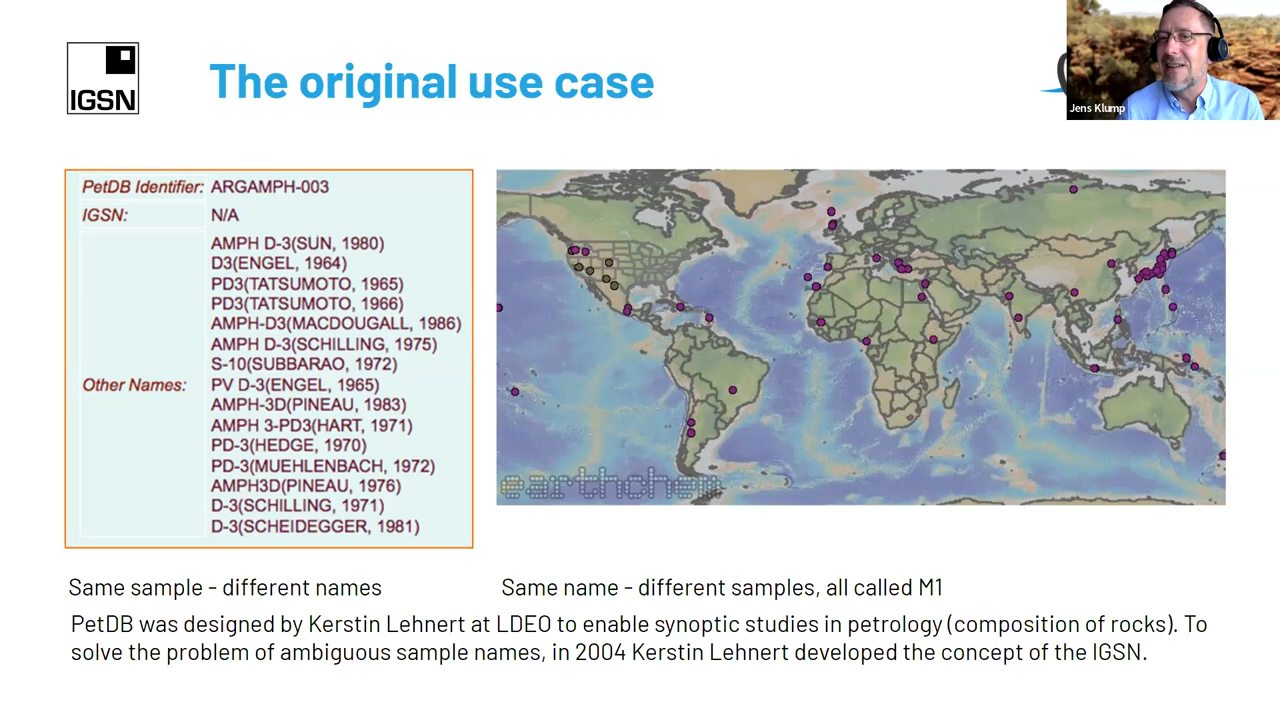 IGSN
The original use case
Jens Klump
PetDB Identifier: ARGAMPH-003
IGSN: N/A
Other Names:
AMPH D-3(SUN, 1980)
D3(ENGEL, 1964)
PD3(TATSUMOTO, 1965)
PD3(TATSUMOTO, 1966)
AMPH-D3(MACDOUGALL, 1986)
AMPH D-3(SCHILLING, 1975)
S-10(SUBBARAO, 1972)
PV D-3(ENGEL, 1965)
AMPH-3D(PINEAU, 1983)
AMPH 3-PD3(HART, 1971)
PD-3(HEDGE, 1970)
PD-3(MUEHLENBACH, 1972)
AMPH3D(PINEAU, 1976)
D-3(SCHILLING, 1971)
D-3(SCHEIDEGGER, 1981)
earthchem
Same sample - different names
Same name - different samples, all called M1
PetDB was designed by Kerstin Lehnert at LDEO to enable synoptic studies in petrology (composition of rocks). To
solve the problem of ambiguous sample names, in 2004 Kerstin Lehnert developed the concept of the IGSN.